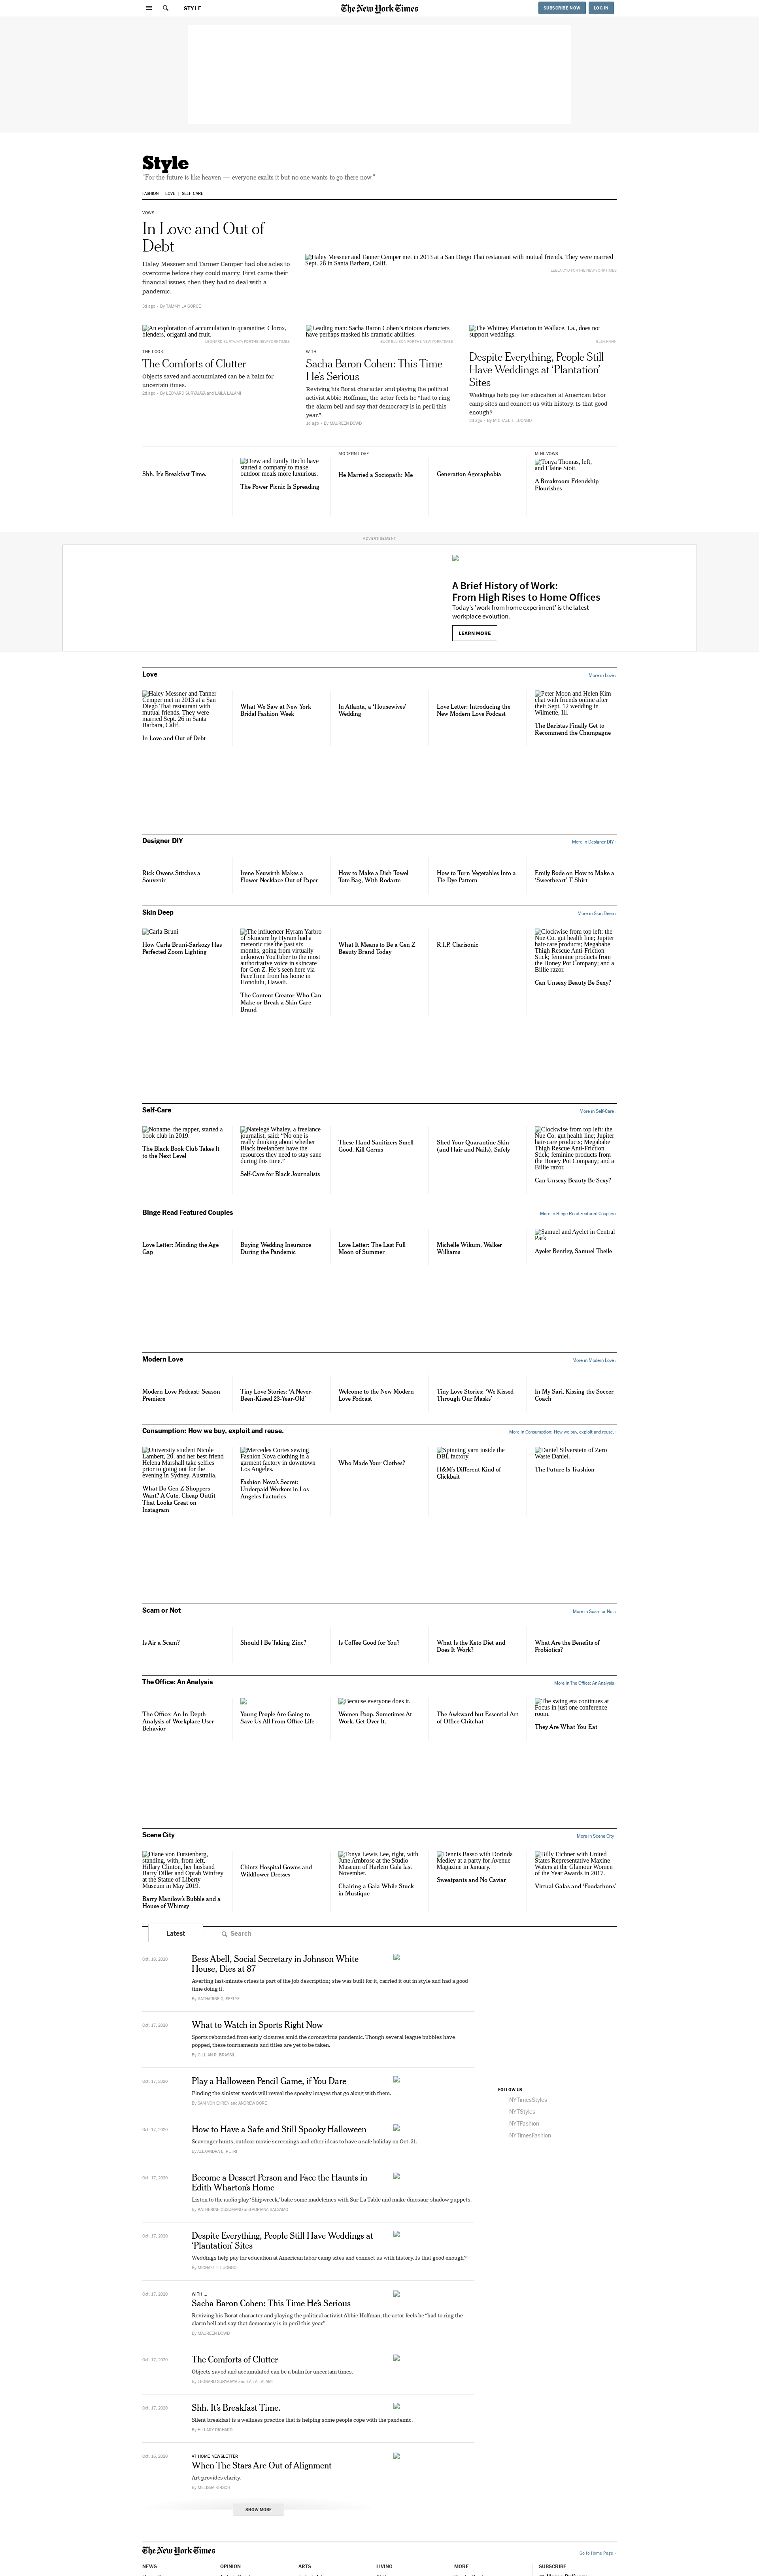 STYLE
The New York Times
SUBSCRIBE NOW
LOG IN
Style
"For the future is like heaven — everyone exalts it but no one wants to go there now."
FASHION
LOVE
SELF-CARE
VOWS
In Love and Out of
Debt
Haley Messner and Tanner Cemper had obstacles to
overcome before they could marry. First came their
financial issues, then, they had to deal with a
pandemic.
Haley Messner and Tanner Cemper met in 2013 at a San Diego Thai restaurant with mutual friends. They were married
Sept. 26 in Santa Barbara, Calif.
3d ago - By TAMMY LA GORCE
An exploration of accumulation in quarantine: Clorox,
blenders, origami and fruit.
THE LOOK
The Comforts of Clutter
Objects saved and accumulated can be a balm for
uncertain times.
2d ago - By LEONARD SURYAJAYA and LAILA LALAMI
Leading man: Sacha Baron Cohen's riotous characters
have perhaps masked his dramatic abilities.
WITH ...
Sacha Baron Cohen: This Time
He's Serious
Reviving his Borat character and playing the political
activist Abbie Hoffman, the actor feels he "had to ring
the alarm bell and say that democracy is in peril this
year."
1d ago - By MAUREEN DOWD
The Whitney Plantation in Wallace, La., does not
support weddings.
Despite Everything, People Still
Have Weddings at 'Plantation'
Sites
Weddings help pay for education at American labor
camp sites and connect us with history. Is that good
enough?
2d ago - By MICHAEL T. LUONGO
Shh. It's Breakfast Time.
Drew and Emily Hecht have
started a company to make
outdoor meals more luxurious.
The Power Picnic Is Spreading
MODERN LOVE
He Married a Sociopath: Me
Generation Agoraphobia
MINI-VOWS
Tonya Thomas, left,
and Elaine Stott.
A Breakroom Friendship
Flourishes
ADVERTISEMENT
A Brief History of Work:
From High Rises to Home Offices
Today's 'work from home experiment' is the latest
workplace evolution.
LEARN MORE
Love
More in Love ›
Haley Messner and Tanner
Cemper met in 2013 at a San
Diego Thai restaurant with
mutual friends. They were
married Sept. 26 in Santa
Barbara, Calif.
In Love and Out of Debt
What We Saw at New York
Bridal Fashion Week
In Atlanta, a 'Housewives'
Wedding
Love Letter: Introducing the
New Modern Love Podcast
Peter Moon and Helen Kim
chat with friends online after
their Sept. 12 wedding in
Wilmette, Ill.
The Baristas Finally Get to
Recommend the Champagne
Designer DIY
More in Designer DIY ›
Rick Owens Stitches a
Souvenir
Irene Neuwirth Makes a
Flower Necklace Out of Paper
How to Make a Dish Towel
Tote Bag, With Rodarte
How to Turn Vegetables Into a
Tie-Dye Pattern
Emily Bode on How to Make a
'Sweetheart' T-Shirt
Skin Deep
More in Skin Deep ›
Carla Bruni
How Carla Bruni-Sarkozy Has
Perfected Zoom Lighting
The influencer Hyram Yarbro
of Skincare by Hyram had a
meteoric rise the past six
months, going from virtually
unknown YouTuber to the most
authoritative voice in skincare
for Gen Z. He's seen here via
FaceTime from his home in
Honolulu, Hawaii.
The Content Creator Who Can
Make or Break a Skin Care
Brand
What It Means to Be a Gen Z
Beauty Brand Today
R.I.P. Clarisonic
Clockwise from top left: the
Nue Co. gut health line; Jupiter
hair-care products; Megababe
Thigh Rescue Anti-Friction
Stick; feminine products from
the Honey Pot Company; and a
Billie razor.
Can Unsexy Beauty Be Sexy?
Self-Care
More in Self-Care ›
Noname, the rapper, started a
book club in 2019.
The Black Book Club Takes It
to the Next Level
Natelegé Whaley, a freelance
journalist, said: "No one is
really thinking about whether
Black freelancers have the
resources they need to stay sane
during this time."
Self-Care for Black Journalists
These Hand Sanitizers Smell
Good, Kill Germs
Shed Your Quarantine Skin
(and Hair and Nails), Safely
Clockwise from top left: the
Nue Co. gut health line; Jupiter
hair-care products; Megababe
Thigh Rescue Anti-Friction
Stick; feminine products from
the Honey Pot Company; and a
Billie razor.
Can Unsexy Beauty Be Sexy?
Binge Read Featured Couples
More in Binge Read Featured Couples ›
Love Letter: Minding the Age
Gap
Buying Wedding Insurance
During the Pandemic
Love Letter: The Last Full
Moon of Summer
Michelle Wikum, Walker
Williams
Samuel and Ayelet in Central
Park
Ayelet Bentley, Samuel Theile
Modern Love
More in Modern Love ›
Modern Love Podcast: Season
Premiere
Tiny Love Stories: 'A Never-
Been-Kissed 23-Year-Old'
Welcome to the New Modern
Love Podcast
Tiny Love Stories: 'We Kissed
Through Our Masks'
In My Sari, Kissing the Soccer
Coach
Consumption: How we buy, exploit and reuse.
More in Consumption: How we buy, exploit and reuse. ›
University student Nicole
Lambert, 20, and her best friend
Helena Marshall take selfies
prior to going out for the
evening in Sydney, Australia.
What Do Gen Z Shoppers
Want? A Cute, Cheap Outfit
That Looks Great on
Instagram
Mercedes Cortes sewing
Fashion Nova clothing in a
garment factory in downtown
Los Angeles.
Fashion Nova's Secret:
Underpaid Workers in Los
Angeles Factories
Who Made Your Clothes?
Spinning yarn inside the
DBL factory.
H&M's Different Kind of
Clickbait
Daniel Silverstein of Zero
Waste Daniel.
The Future Is Trashion
Scam or Not
More in Scam or Not ›
Is Air a Scam?
Should I Be Taking Zinc?
Is Coffee Good for You?
What Is the Keto Diet and
Does It Work?
What Are the Benefits of
Probiotics?
The Office: An Analysis
More in The Office: An Analysis ›
The Office: An In-Depth
Analysis of Workplace User
Behavior
Young People Are Going to
Save Us All From Office Life
Because everyone does it.
Women Poop. Sometimes At
Work. Get Over It.
The Awkward but Essential Art
of Office Chitchat
The swing era continues at
Focus in just one conference
room.
They Are What You Eat
Scene City
More in Scene City ›
Diane von Furstenberg,
standing, with, from left,
Hillary Clinton, her husband
Barry Diller and Oprah Winfrey
at the Statue of Liberty
Museum in May 2019.
Barry Manilow's Bubble and a
House of Whimsy
Chintz Hospital Gowns and
Wildflower Dresses
Tonya Lewis Lee, right, with
June Ambrose at the Studio
Museum of Harlem Gala last
November.
Chairing a Gala While Stuck
in Mustique
Dennis Basso with Dorinda
Medley at a party for Avenue
Magazine in January.
Sweatpants and No Caviar
Billy Eichner with United
States Representative Maxine
Waters at the Glamour Women
of the Year Awards in 2017.
Virtual Galas and 'Foodathons'
Latest
Search
Oct. 18, 2020
Bess Abell, Social Secretary in Johnson White
House, Dies at 87
Averting last-minute crises is part of the job description; she was built for it, carried it out in style and had a good
time doing it.
By KATHARINE Q. SEELYE
Oct. 17, 2020
What to Watch in Sports Right Now
Sports rebounded from early closures amid the coronavirus pandemic. Though several league bubbles have
popped, these tournaments and titles are yet to be taken.
By GILLIAN R. BRASSIL
Oct. 17, 2020
Play a Halloween Pencil Game, if You Dare
Finding the sinister words will reveal the spooky images that go along with them.
By SAM VON EHREN and ANDREW DORE
FOLLOW US
NYTimesStyles
NYTStyles
NYTFashion
NYTimesFashion
Oct. 17, 2020
How to Have a Safe and Still Spooky Halloween
Scavenger hunts, outdoor movie screenings and other ideas to have a safe holiday on Oct. 31.
By ALEXANDRA E. PETRI
Oct. 17, 2020
Become a Dessert Person and Face the Haunts in
Edith Wharton's Home
Listen to the audio play 'Shipwreck,' bake some madeleines with Sur La Table and make dinosaur-shadow puppets.
By KATHERINE CUSUMANO and ADRIANA BALSAMO
Oct. 17, 2020
Despite Everything, People Still Have Weddings at
'Plantation' Sites
Weddings help pay for education at American labor camp sites and connect us with history. Is that good enough?
By MICHAEL T. LUONGO
Oct. 17, 2020
WITH ...
Sacha Baron Cohen: This Time He's Serious
Reviving his Borat character and playing the political activist Abbie Hoffman, the actor feels he "had to ring the
alarm bell and say that democracy is in peril this year."
By MAUREEN DOWD
Oct. 17, 2020
The Comforts of Clutter
Objects saved and accumulated can be a balm for uncertain times.
By LEONARD SURYAJAYA and LAILA LALAMI
Oct. 17, 2020
Shh. It's Breakfast Time.
Silent breakfast is a wellness practice that is helping some people cope with the pandemic.
By HILLARY RICHARD
Oct. 16, 2020
AT HOME NEWSLETTER
When The Stars Are Out of Alignment
Art provides clarity.
By MELISSA KIRSCH
SHOW MORE
The New York Times
Go to Home Page »
NEWS
OPINION
ARTS
LIVING
MORE
SUBSCRIBE